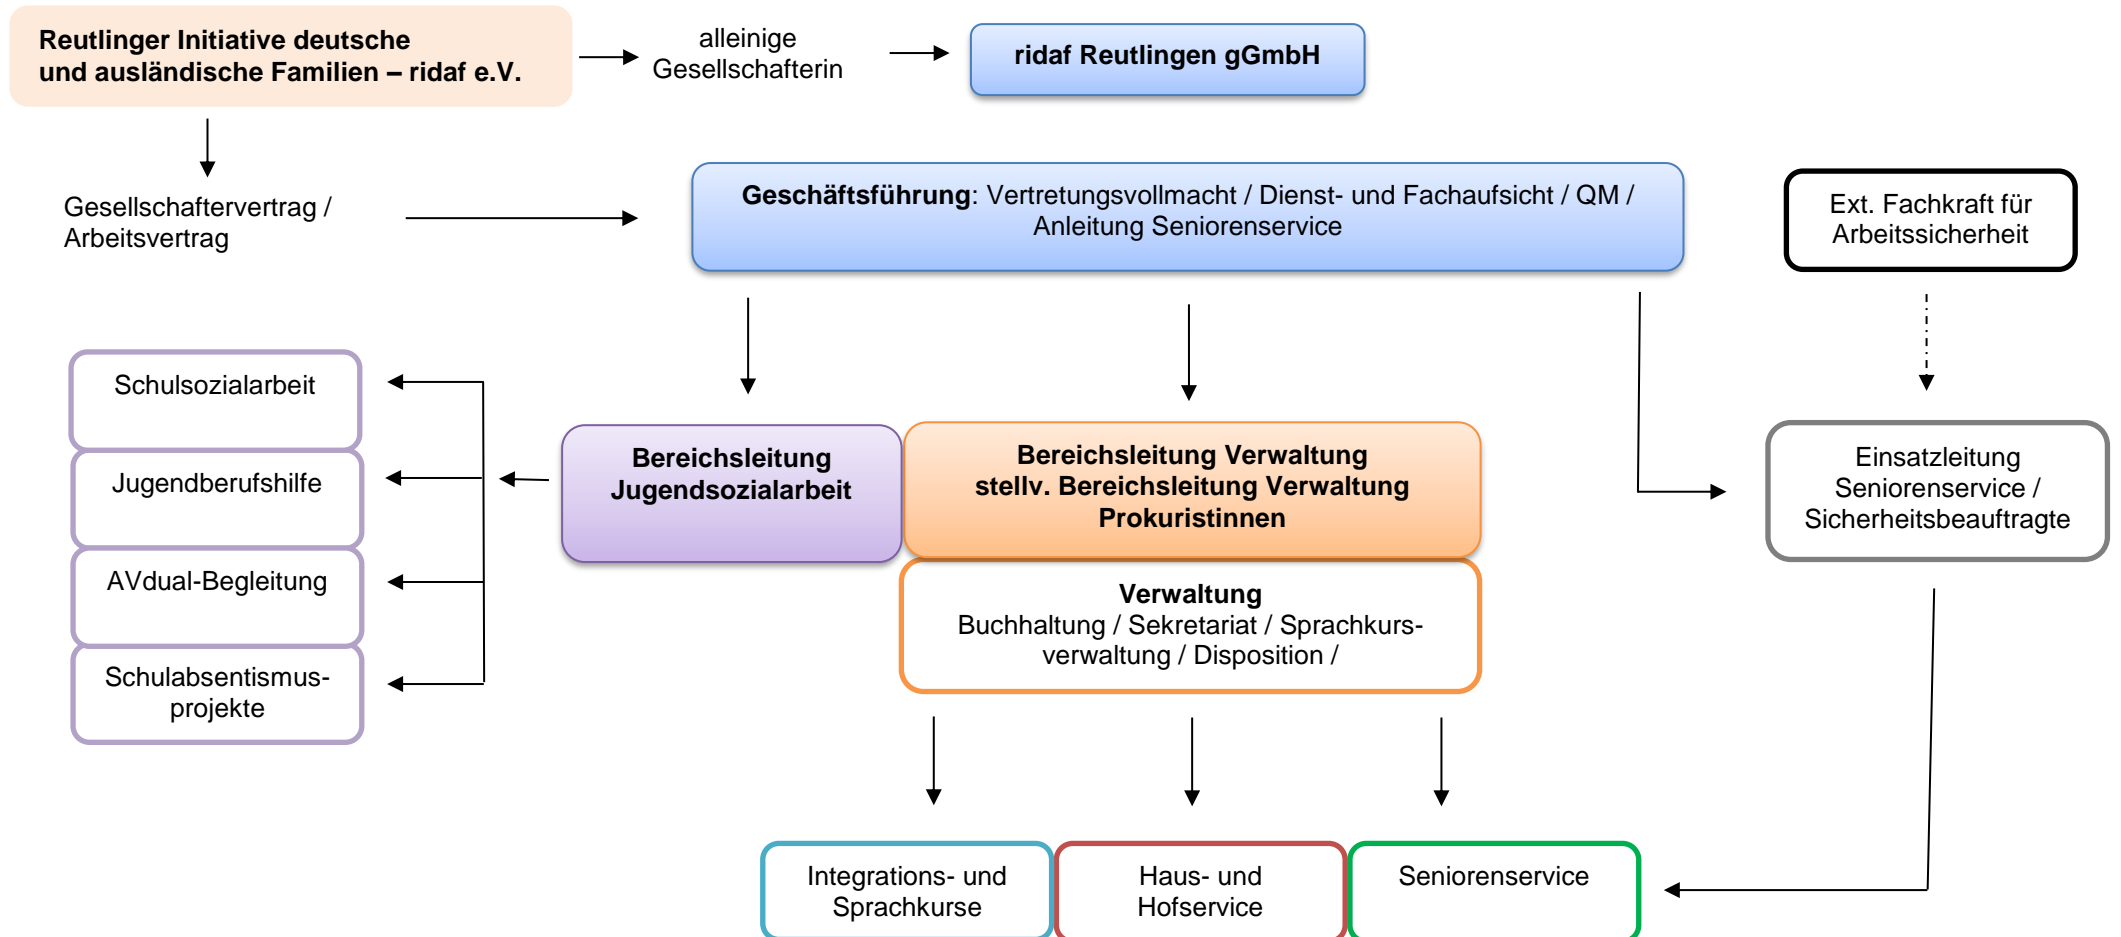 Reutlinger Initiative deutsche
und ausländische Familien – ridaf e.V.
alleinige
Gesellschafterin
ridaf Reutlingen gGmbH
Gesellschaftervertrag /
Arbeitsvertrag
Geschäftsführung: Vertretungsvollmacht / Dienst- und Fachaufsicht / QM /
Anleitung Seniorenservice
Ext. Fachkraft für
Arbeitssicherheit
Schulsozialarbeit
Jugendberufshilfe
AVdual-Begleitung
Schulabsentismus-
projekte
Bereichsleitung
Jugendsozialarbeit
Bereichsleitung Verwaltung
stellv. Bereichsleitung Verwaltung
Prokuristinnen
Verwaltung
Buchhaltung / Sekretariat / Sprachkurs-
verwaltung / Disposition /
Einsatzleitung
Seniorenservice /
Sicherheitsbeauftragte
Integrations- und
Sprachkurse
Haus- und
Hofservice
Seniorenservice